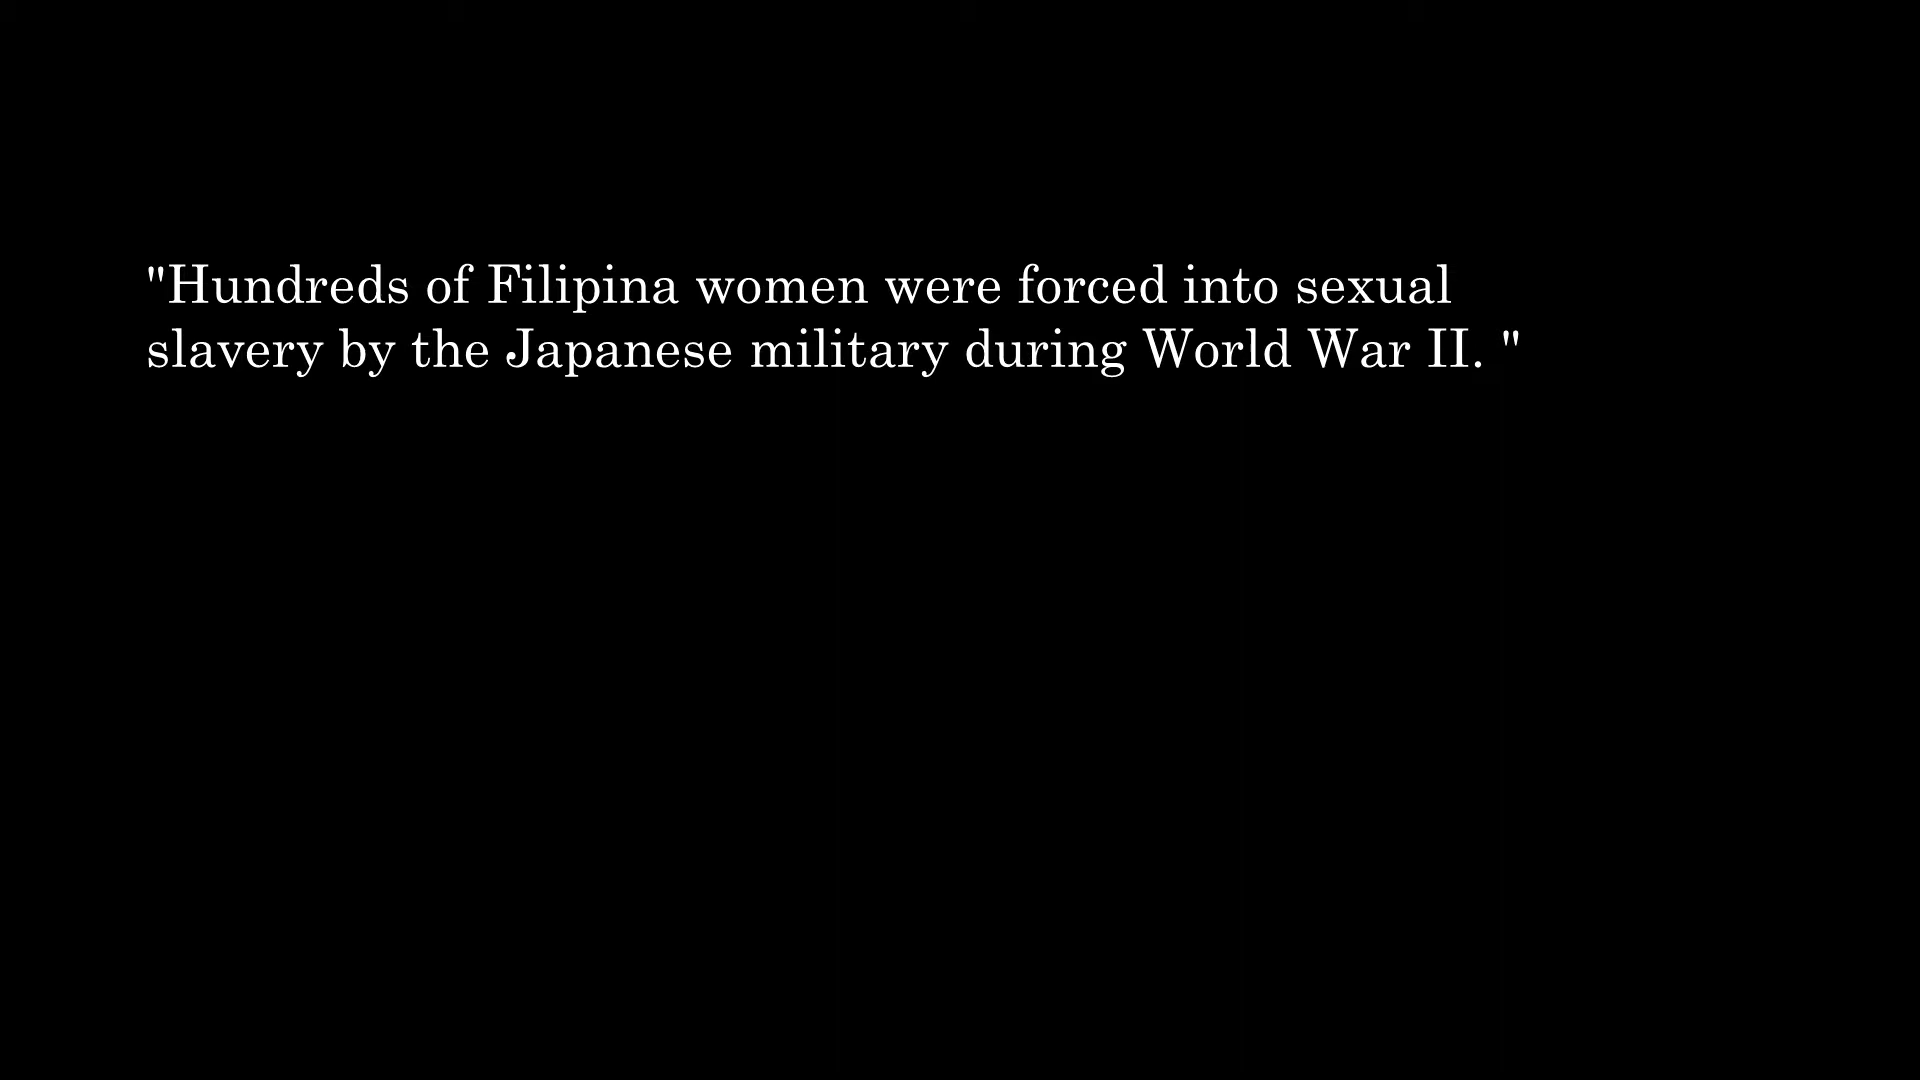 "Hundreds of Filipina women were forced into sexual
slavery by the Japanese military during World War II. "